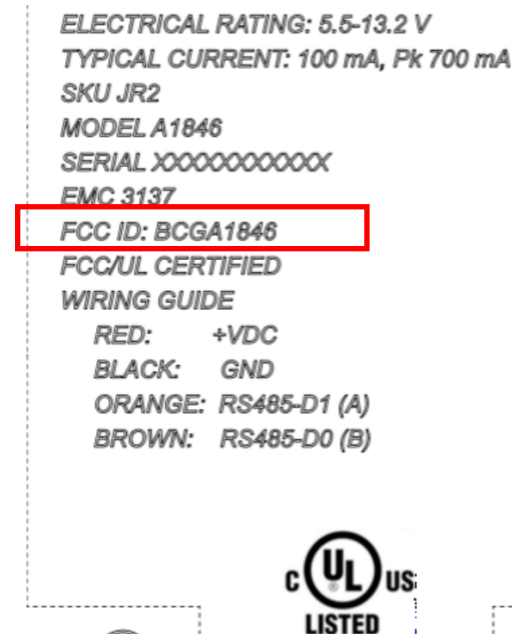 ELECTRICAL RATING: 5.5-13.2 V
TYPICAL CURRENT: 100 mA, Pk 700 mA
SKU JR2
MODEL A1846
SERIAL XXXXXXXXXXXX
EMC 3137
FCC ID: BCGA1846
FCC/UL CERTIFIED
WIRING GUIDE
RED: +VDC
BLACK: GND
ORANGE: RS485-D1 (A)
BROWN: RS485-D0 (B)
C UL US
LISTED